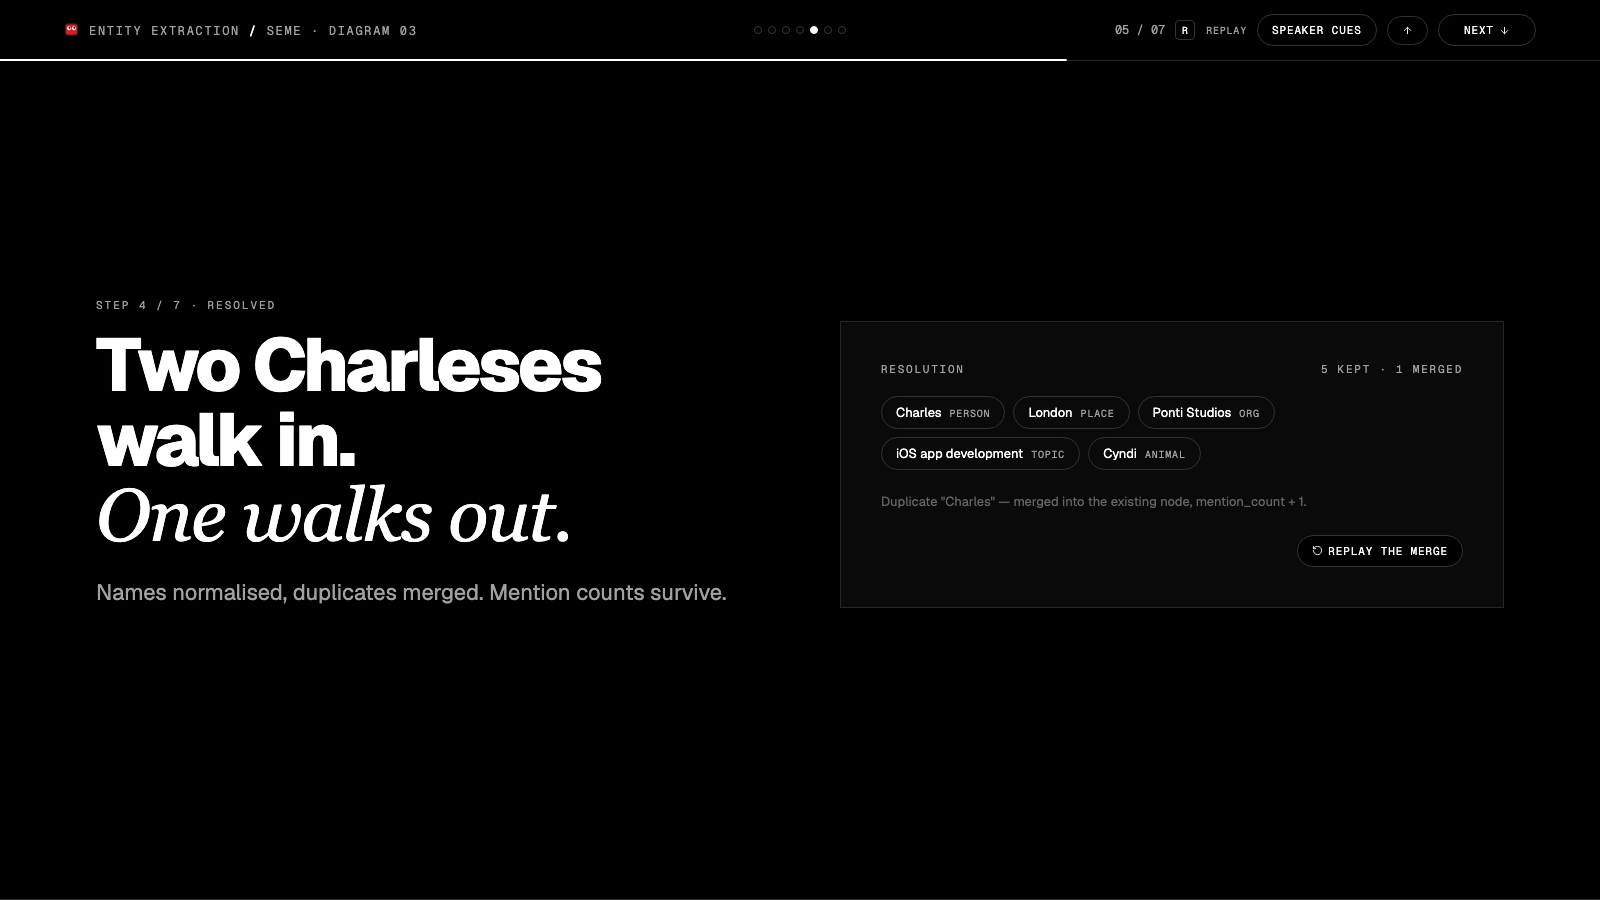 ENTITY EXTRACTION / SEME · DIAGRAM 03
05 / 07 R REPLAY SPEAKER CUES ↑ NEXT ↓
STEP 4 / 7 · RESOLVED
Two Charleses
walk in.
One walks out.
Names normalised, duplicates merged. Mention counts survive.
RESOLUTION 5 KEPT · 1 MERGED
Charles PERSON London PLACE Ponti Studios ORG
iOS app development TOPIC Cyndi ANIMAL
Duplicate "Charles" — merged into the existing node, mention_count + 1.
REPLAY THE MERGE